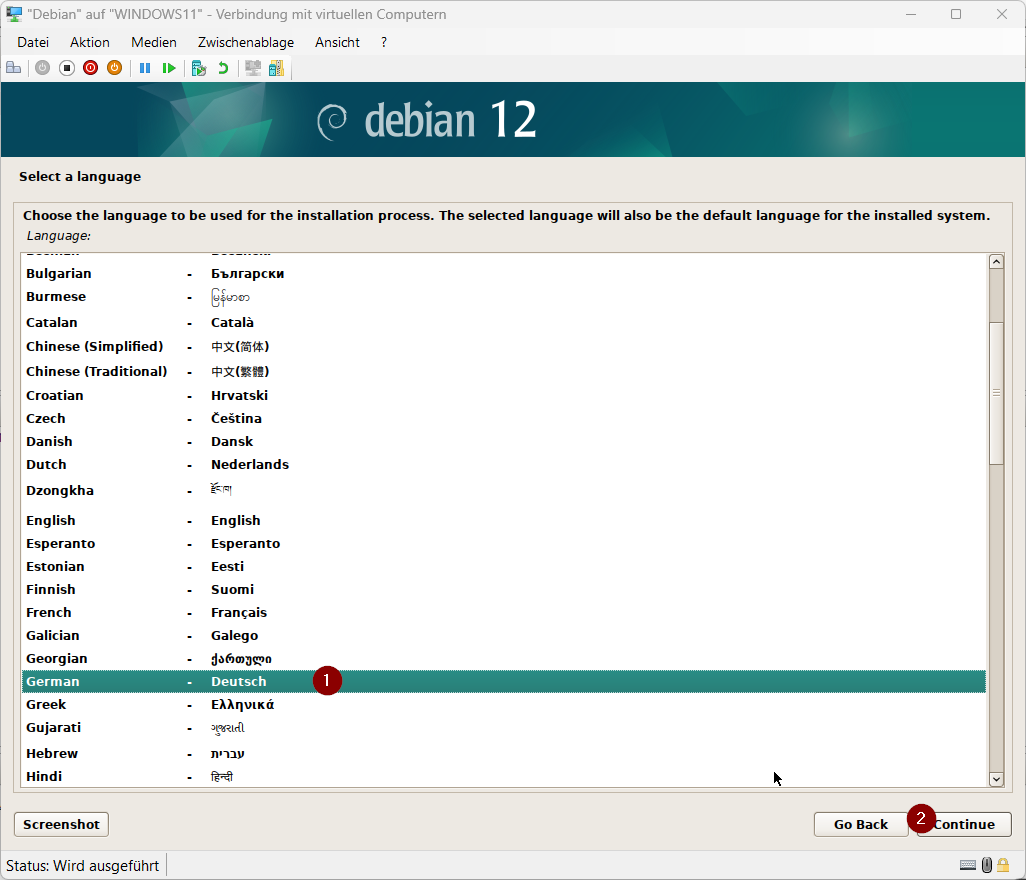 "Debian" auf "WINDOWS11" - Verbindung mit virtuellen Computern
Datei Aktion Medien Zwischenablage Ansicht ?
debian 12
Select a language
Choose the language to be used for the installation process. The selected language will also be the default language for the installed system.
Language:
Bulgarian - Български
Burmese - မြန်မာစာ
Catalan - Català
Chinese (Simplified) - 中文(简体)
Chinese (Traditional) - 中文(繁體)
Croatian - Hrvatski
Czech - Čeština
Danish - Dansk
Dutch - Nederlands
Dzongkha - རྫོང་ཁ།
English - English
Esperanto - Esperanto
Estonian - Eesti
Finnish - Suomi
French - Français
Galician - Galego
Georgian - ქართული
German - Deutsch 1
Greek - Ελληνικά
Gujarati - ગુજરાતી
Hebrew - עברית
Hindi - हिन्दी
Screenshot Go Back 2 Continue
Status: Wird ausgeführt